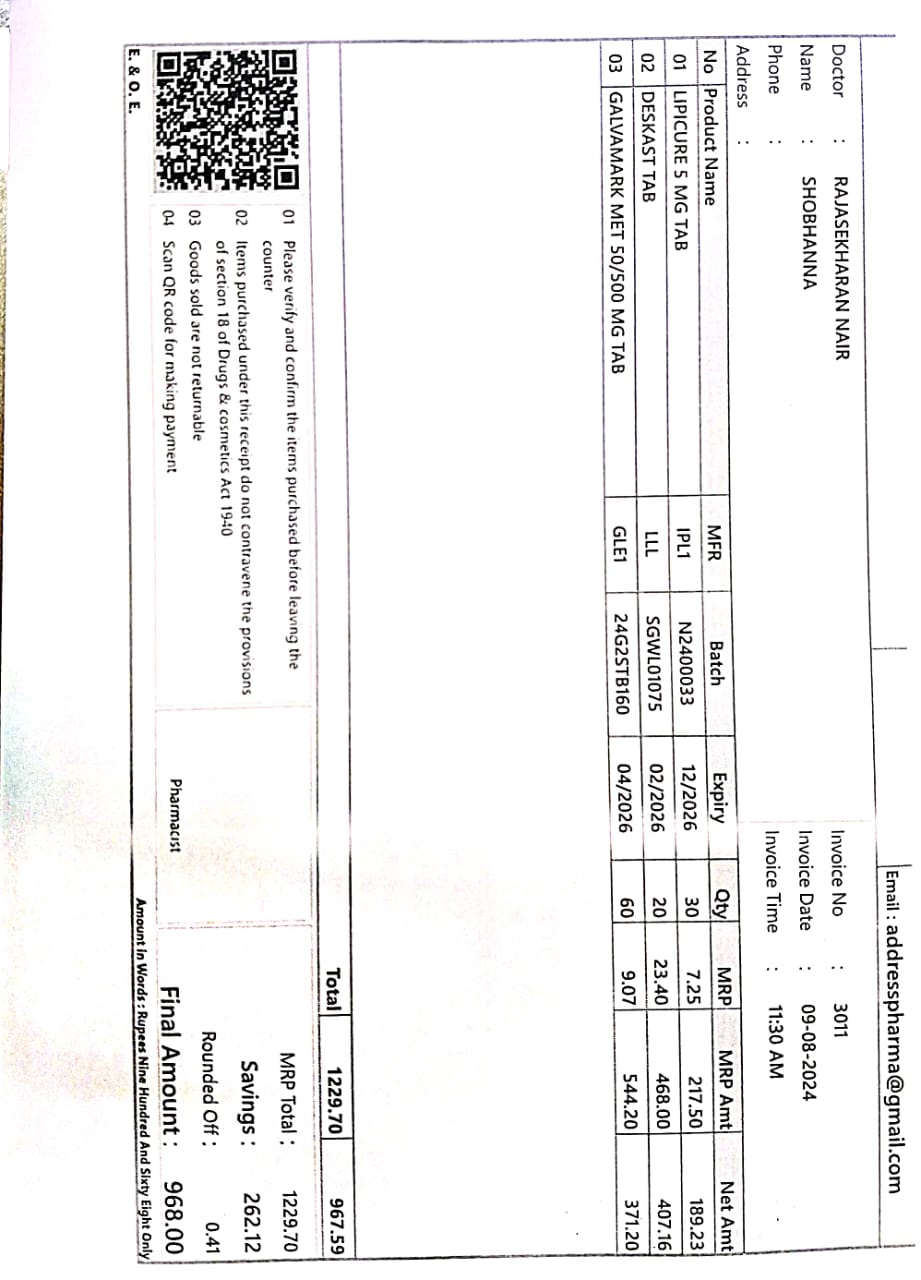 Email : addresspharma@gmail.com
Doctor : RAJASEKHARAN NAIR
Name : SHOBHANNA
Phone :
Address :
Invoice No : 3011
Invoice Date : 09-08-2024
Invoice Time : 11:30 AM
No Product Name MFR Batch Expiry Qty MRP MRP Amt Net Amt
01 LIPICURE 5 MG TAB IPL1 N2400033 12/2026 30 7.25 217.50 189.23
02 DESKAST TAB LLL SGWL01075 02/2026 20 23.40 468.00 407.16
03 GALVAMARK MET 50/500 MG TAB GLE1 24G2STB160 04/2026 60 9.07 544.20 371.20
Total 1229.70 967.59
01 Please verify and confirm the items purchased before leaving the
counter
02 Items purchased under this receipt do not contravene the provisions
of section 18 of Drugs & cosmetics Act 1940
03 Goods sold are not returnable
04 Scan QR code for making payment
Pharmacist
MRP Total : 1229.70
Savings : 262.12
Rounded Off : 0.41
Final Amount : 968.00
E. & O. E.
Amount in Words : Rupees Nine Hundred And Sixty Eight Only